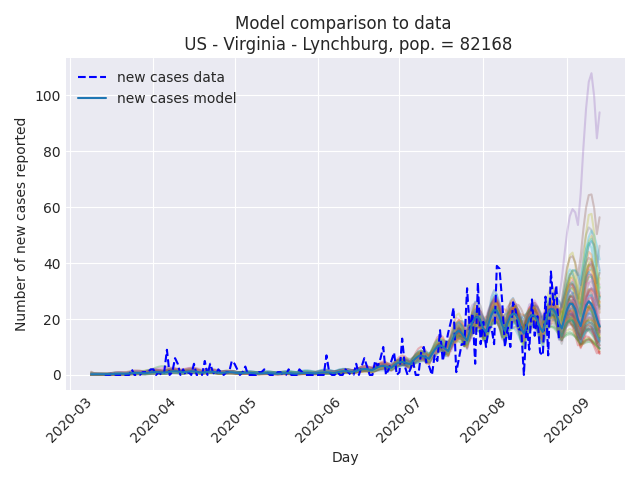 Model comparison to data
US - Virginia - Lynchburg, pop. = 82168
new cases data
new cases model
Number of new cases reported
100
80
60
40
20
0
2020-03
2020-04
2020-05
2020-06
2020-07
2020-08
2020-09
Day